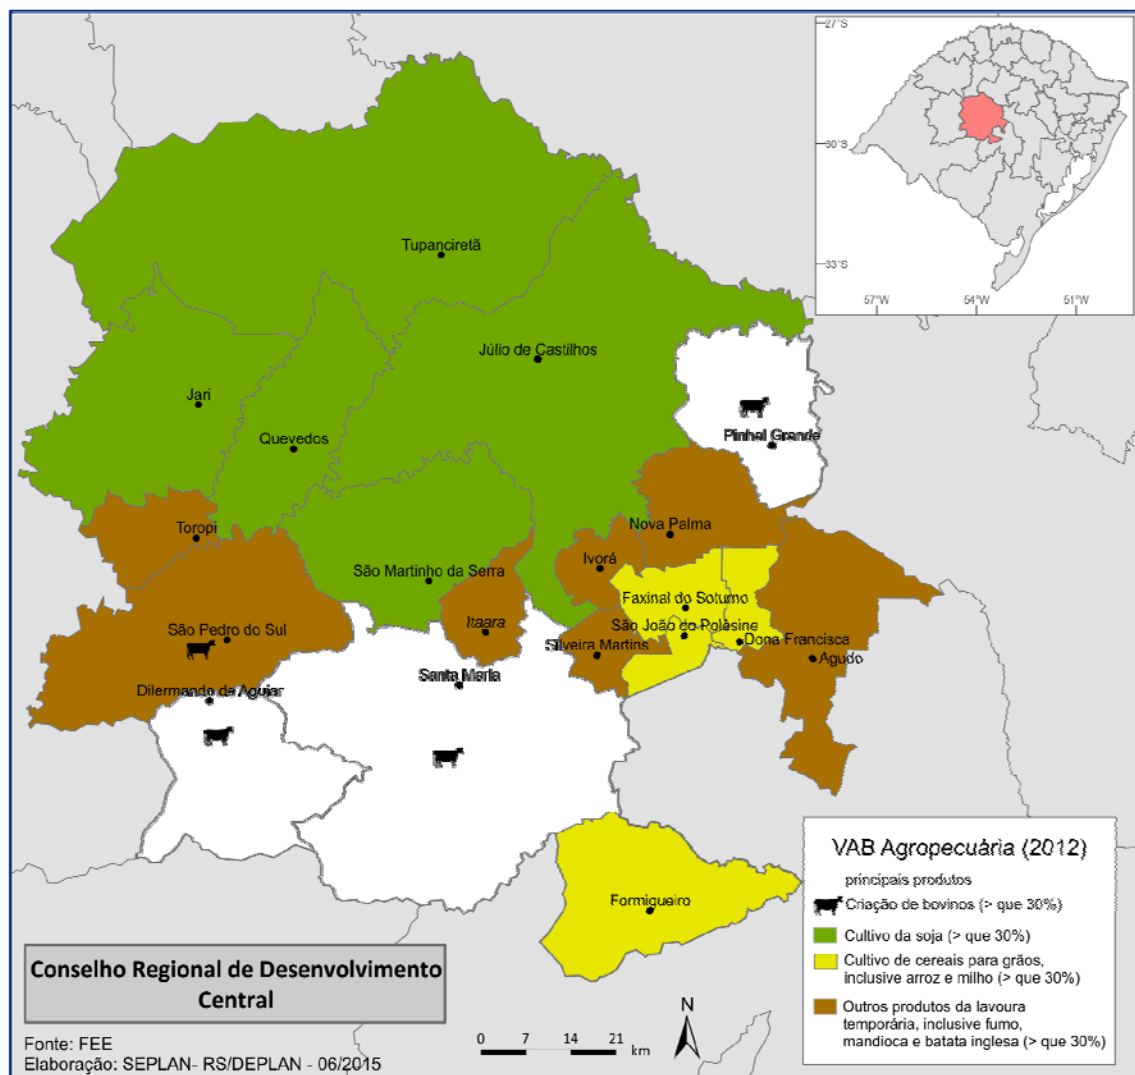 27°S
30°S
33°S
57°W
54°W
51°W
Tupanciretã
Júlio de Castilhos
Jari
Quevedos
Pinhal Grande
Toropi
Nova Palma
Ivorá
São Martinho da Serra
Faxinal do Soturno
Itaara
São João do Polêsine
São Pedro do Sul
Silveira Martins
Dona Francisca
Agudo
Santa Maria
Dilermando de Aguiar
Formigueiro
VAB Agropecuária (2012)
principais produtos
Criação de bovinos (> que 30%)
Cultivo da soja (> que 30%)
Cultivo de cereais para grãos,
inclusive arroz e milho (> que 30%)
Outros produtos da lavoura
temporária, inclusive fumo,
mandioca e batata inglesa (> que 30%)
Conselho Regional de Desenvolvimento
Central
N
0 7 14 21
km
Fonte: FEE
Elaboração: SEPLAN- RS/DEPLAN - 06/2015